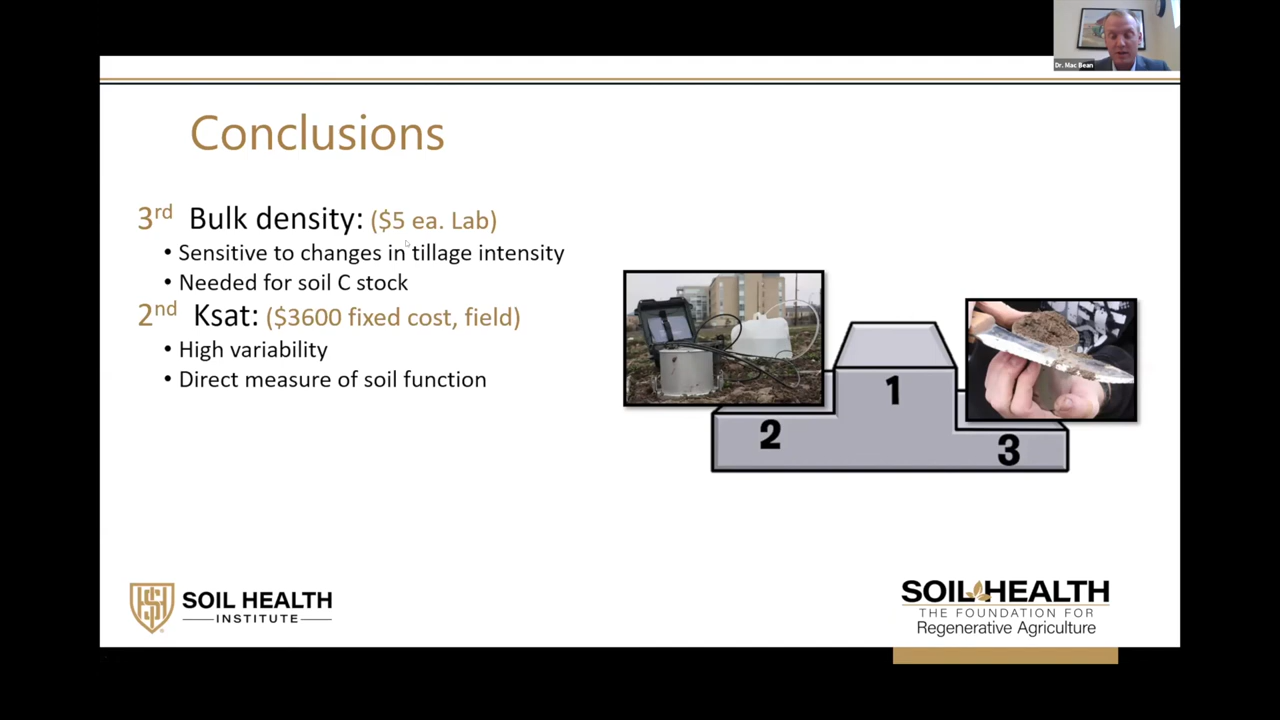 Dr. Mac Bean
Conclusions
3rd Bulk density: ($5 ea. Lab)
• Sensitive to changes in tillage intensity
• Needed for soil C stock
2nd Ksat: ($3600 fixed cost, field)
• High variability
• Direct measure of soil function
1
2
3
SOIL HEALTH
INSTITUTE
SOIL HEALTH
THE FOUNDATION FOR
Regenerative Agriculture